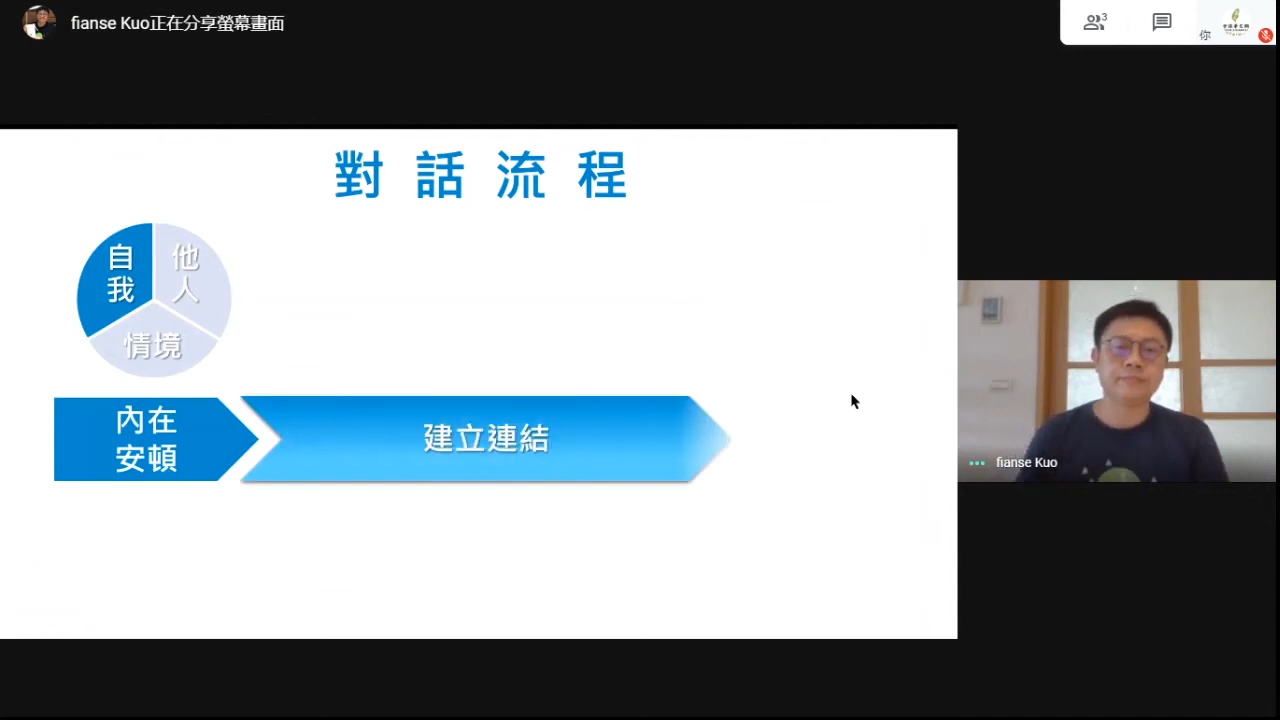 fianse Kuo正在分享螢幕畫面
3
你
對話流程
自我
他人
情境
內在
安頓
建立連結
fianse Kuo